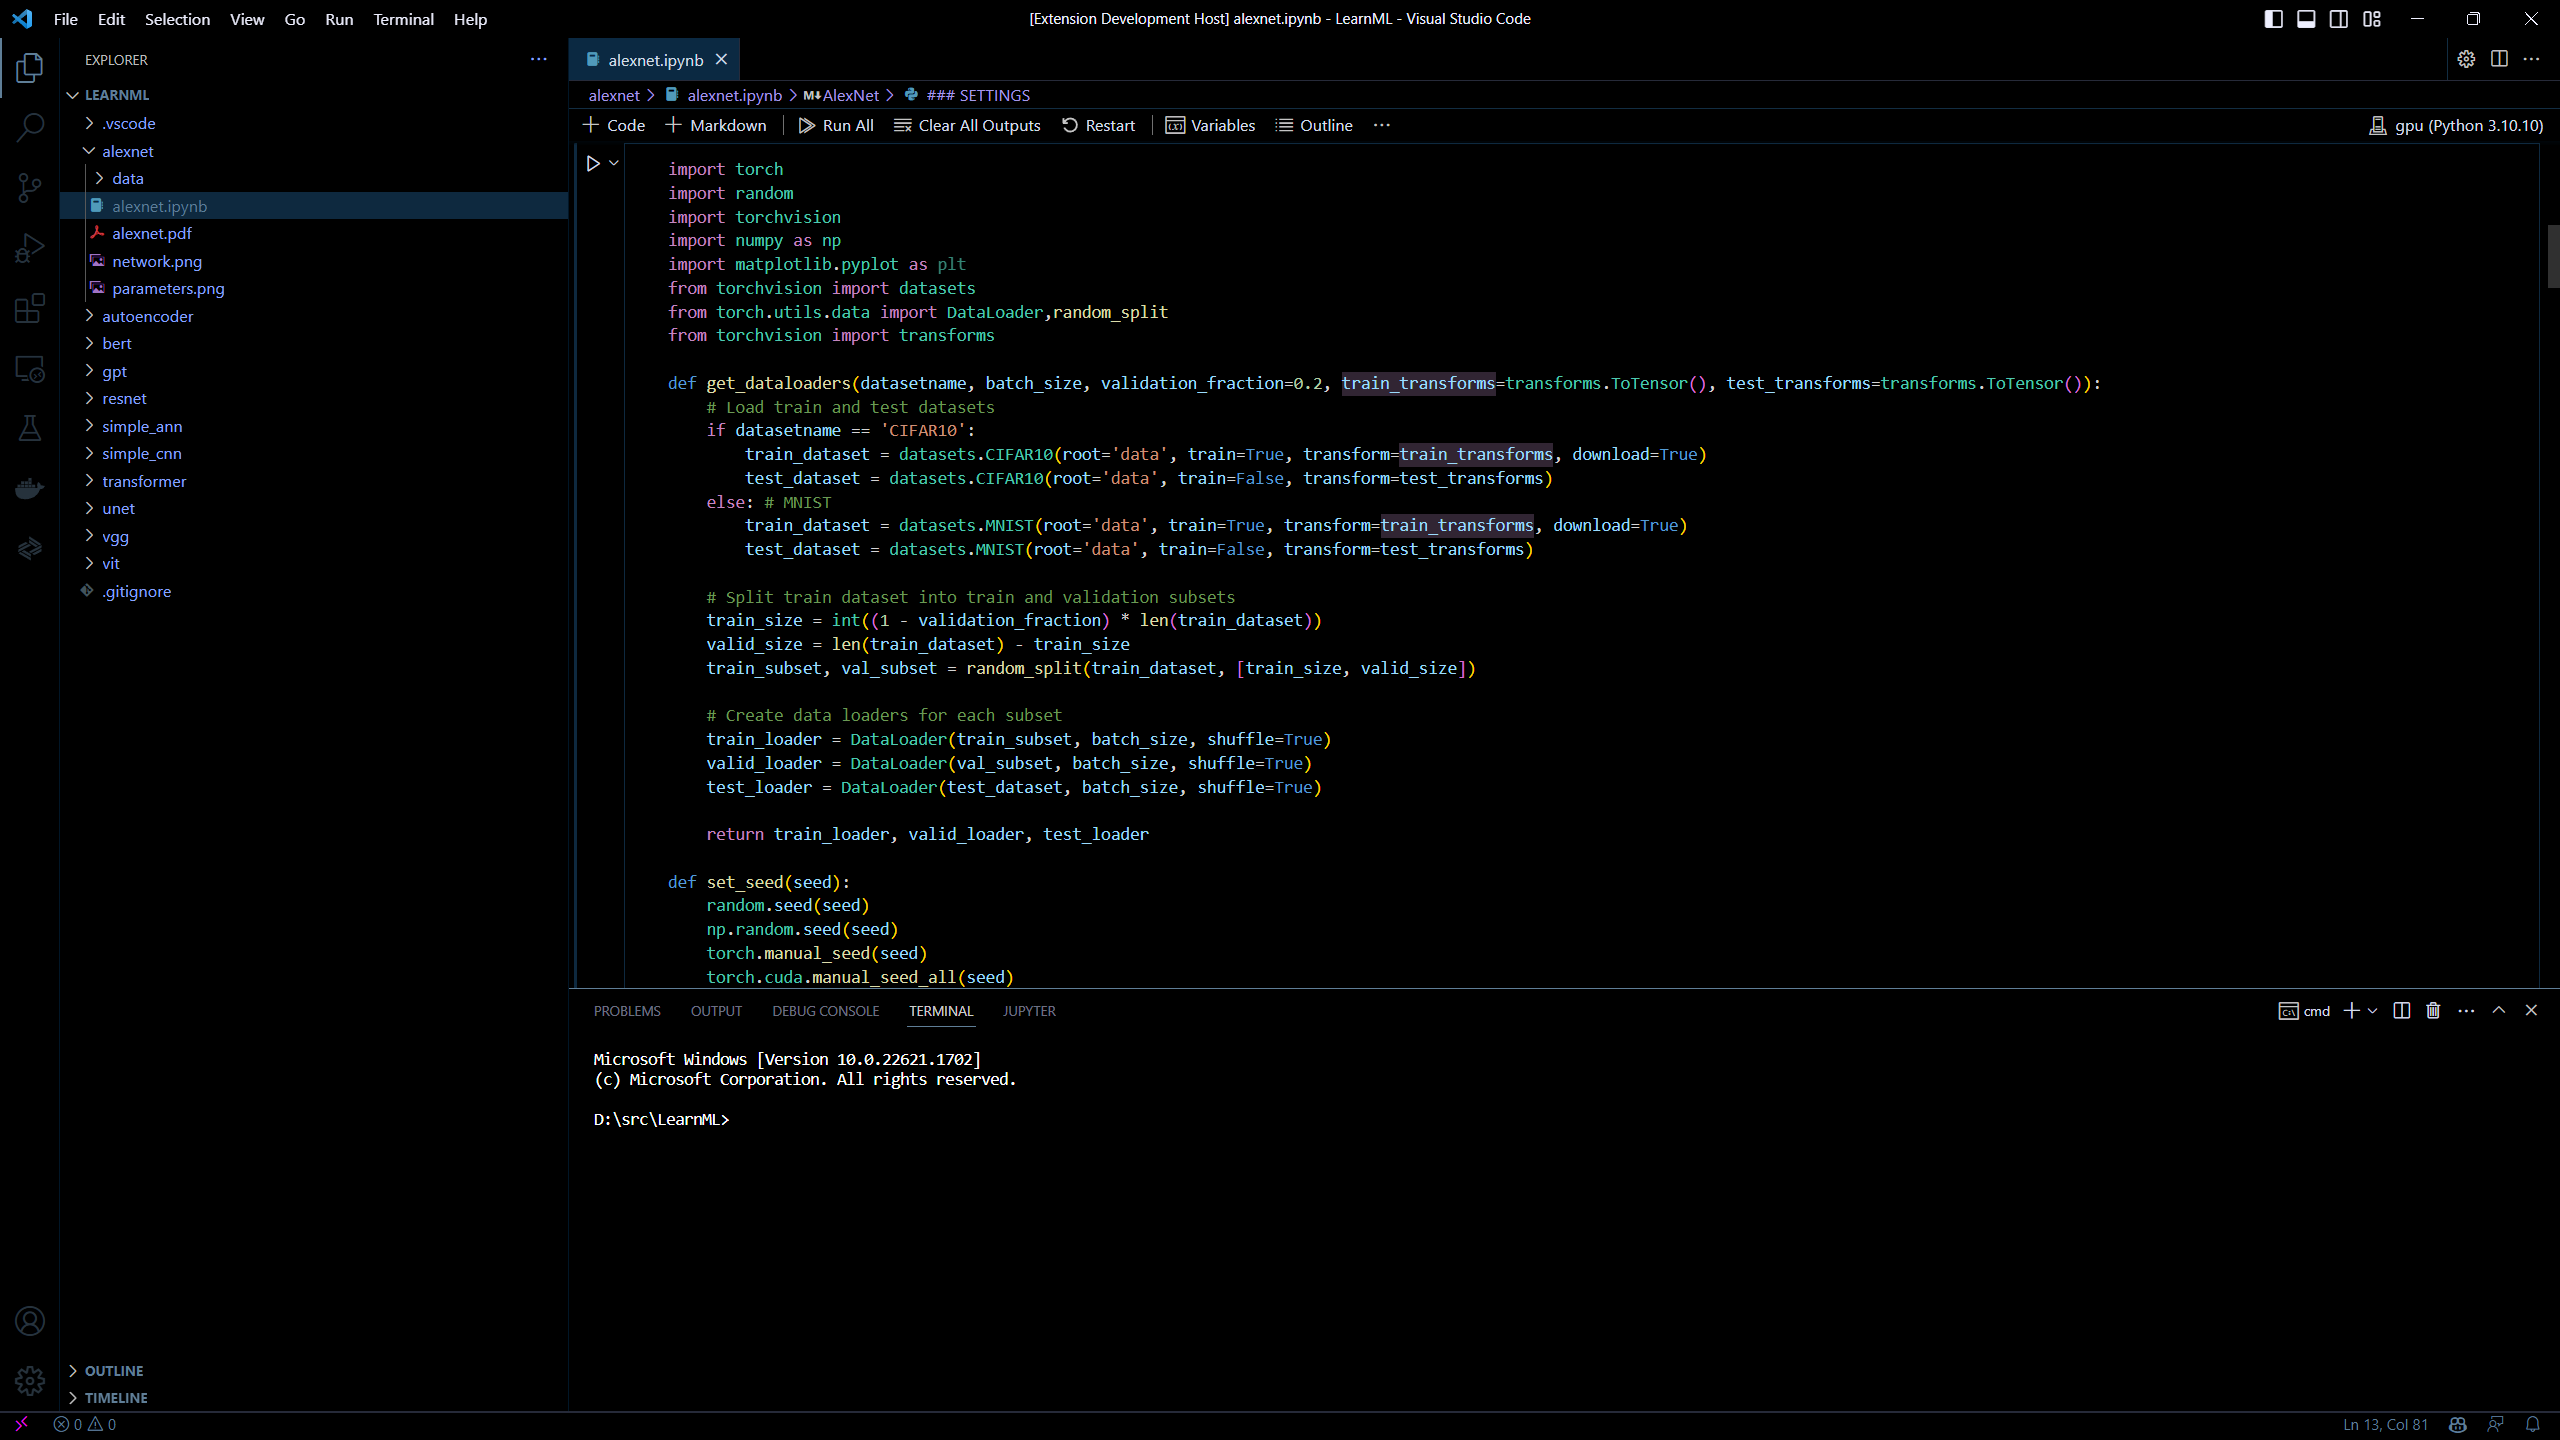 File Edit Selection View Go Run Terminal Help
[Extension Development Host] alexnet.ipynb - LearnML - Visual Studio Code
EXPLORER
LEARNML
.vscode
alexnet
data
alexnet.ipynb
alexnet.pdf
network.png
parameters.png
autoencoder
bert
gpt
resnet
simple_ann
simple_cnn
transformer
unet
vgg
vit
.gitignore
OUTLINE
TIMELINE
alexnet.ipynb
alexnet > alexnet.ipynb > M↓AlexNet > ### SETTINGS
+ Code + Markdown Run All Clear All Outputs Restart Variables Outline ...
gpu (Python 3.10.10)
import torch
import random
import torchvision
import numpy as np
import matplotlib.pyplot as plt
from torchvision import datasets
from torch.utils.data import DataLoader,random_split
from torchvision import transforms
def get_dataloaders(datasetname, batch_size, validation_fraction=0.2, train_transforms=transforms.ToTensor(), test_transforms=transforms.ToTensor()):
# Load train and test datasets
if datasetname == 'CIFAR10':
train_dataset = datasets.CIFAR10(root='data', train=True, transform=train_transforms, download=True)
test_dataset = datasets.CIFAR10(root='data', train=False, transform=test_transforms)
else: # MNIST
train_dataset = datasets.MNIST(root='data', train=True, transform=train_transforms, download=True)
test_dataset = datasets.MNIST(root='data', train=False, transform=test_transforms)
# Split train dataset into train and validation subsets
train_size = int((1 - validation_fraction) * len(train_dataset))
valid_size = len(train_dataset) - train_size
train_subset, val_subset = random_split(train_dataset, [train_size, valid_size])
# Create data loaders for each subset
train_loader = DataLoader(train_subset, batch_size, shuffle=True)
valid_loader = DataLoader(val_subset, batch_size, shuffle=True)
test_loader = DataLoader(test_dataset, batch_size, shuffle=True)
return train_loader, valid_loader, test_loader
def set_seed(seed):
random.seed(seed)
np.random.seed(seed)
torch.manual_seed(seed)
torch.cuda.manual_seed_all(seed)
PROBLEMS OUTPUT DEBUG CONSOLE TERMINAL JUPYTER
cmd
Microsoft Windows [Version 10.0.22621.1702]
(c) Microsoft Corporation. All rights reserved.
D:\src\LearnML>
0 0
Ln 13, Col 81